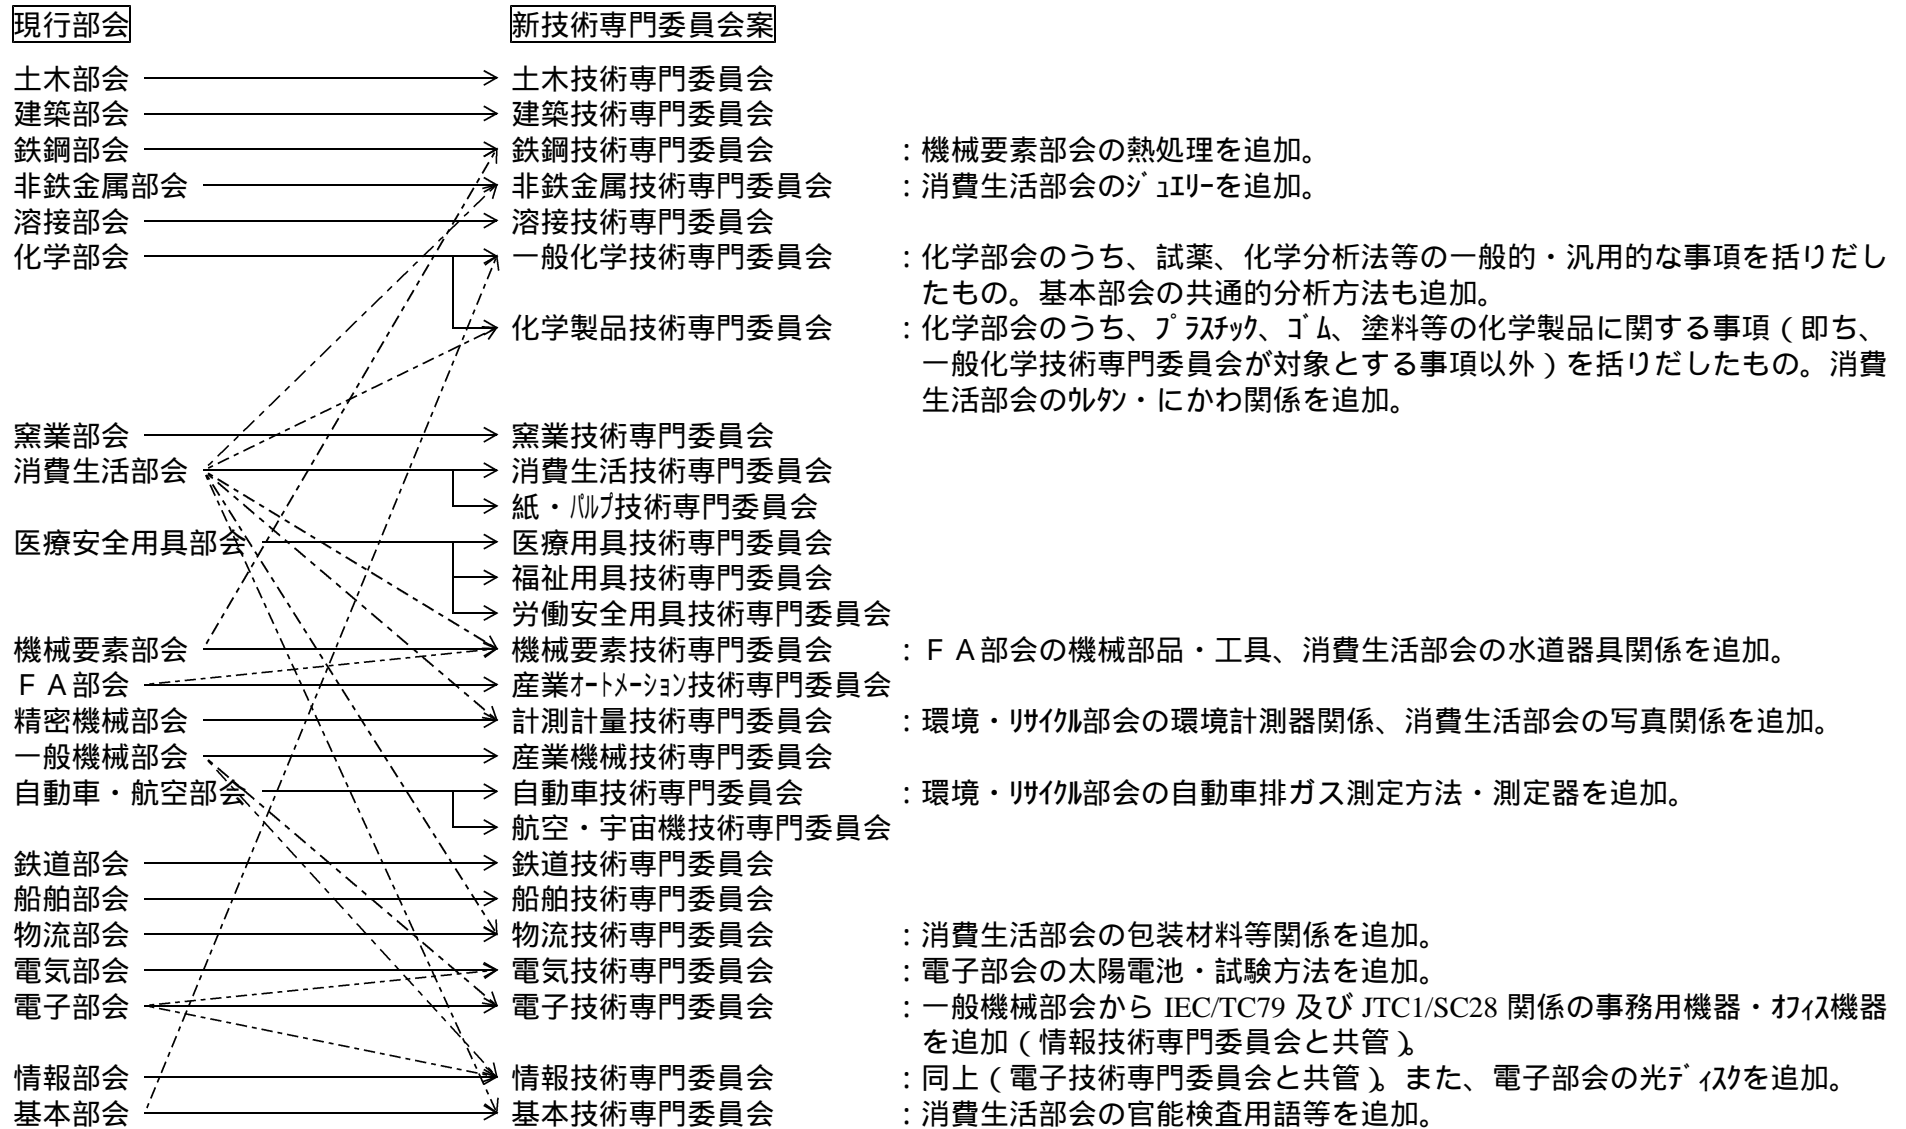 現行部会 新技術専門委員会案
土木部会 土木技術専門委員会
建築部会 建築技術専門委員会
鉄鋼部会 鉄鋼技術専門委員会 :機械要素部会の熱処理を追加。
非鉄金属部会 非鉄金属技術専門委員会 :消費生活部会のｼﾞｭｴﾘｰを追加。
溶接部会 溶接技術専門委員会
化学部会 一般化学技術専門委員会 :化学部会のうち、試薬、化学分析法等の一般的・汎用的な事項を括りだし
たもの。基本部会の共通的分析方法も追加。
化学製品技術専門委員会 :化学部会のうち、ﾌﾟﾗｽﾁｯｸ、ｺﾞﾑ、塗料等の化学製品に関する事項(即ち、
一般化学技術専門委員会が対象とする事項以外)を括りだしたもの。消費
生活部会のｳﾚﾀﾝ・にかわ関係を追加。
窯業部会 窯業技術専門委員会
消費生活部会 消費生活技術専門委員会
紙・ﾊﾟﾙﾌﾟ技術専門委員会
医療安全用具部会 医療用具技術専門委員会
福祉用具技術専門委員会
労働安全用具技術専門委員会
機械要素部会 機械要素技術専門委員会 :ＦＡ部会の機械部品・工具、消費生活部会の水道器具関係を追加。
ＦＡ部会 産業ｵｰﾄﾒｰｼｮﾝ技術専門委員会
精密機械部会 計測計量技術専門委員会 :環境・ﾘｻｲｸﾙ部会の環境計測器関係、消費生活部会の写真関係を追加。
一般機械部会 産業機械技術専門委員会
自動車・航空部会 自動車技術専門委員会 :環境・ﾘｻｲｸﾙ部会の自動車排ガス測定方法・測定器を追加。
航空・宇宙機技術専門委員会
鉄道部会 鉄道技術専門委員会
船舶部会 船舶技術専門委員会
物流部会 物流技術専門委員会 :消費生活部会の包装材料等関係を追加。
電気部会 電気技術専門委員会 :電子部会の太陽電池・試験方法を追加。
電子部会 電子技術専門委員会 :一般機械部会から IEC/TC79 及び JTC1/SC28 関係の事務用機器・ｵﾌｨｽ機器
を追加(情報技術専門委員会と共管)。
情報部会 情報技術専門委員会 :同上(電子技術専門委員会と共管)。また、電子部会の光ﾃﾞｨｽｸを追加。
基本部会 基本技術専門委員会 :消費生活部会の官能検査用語等を追加。